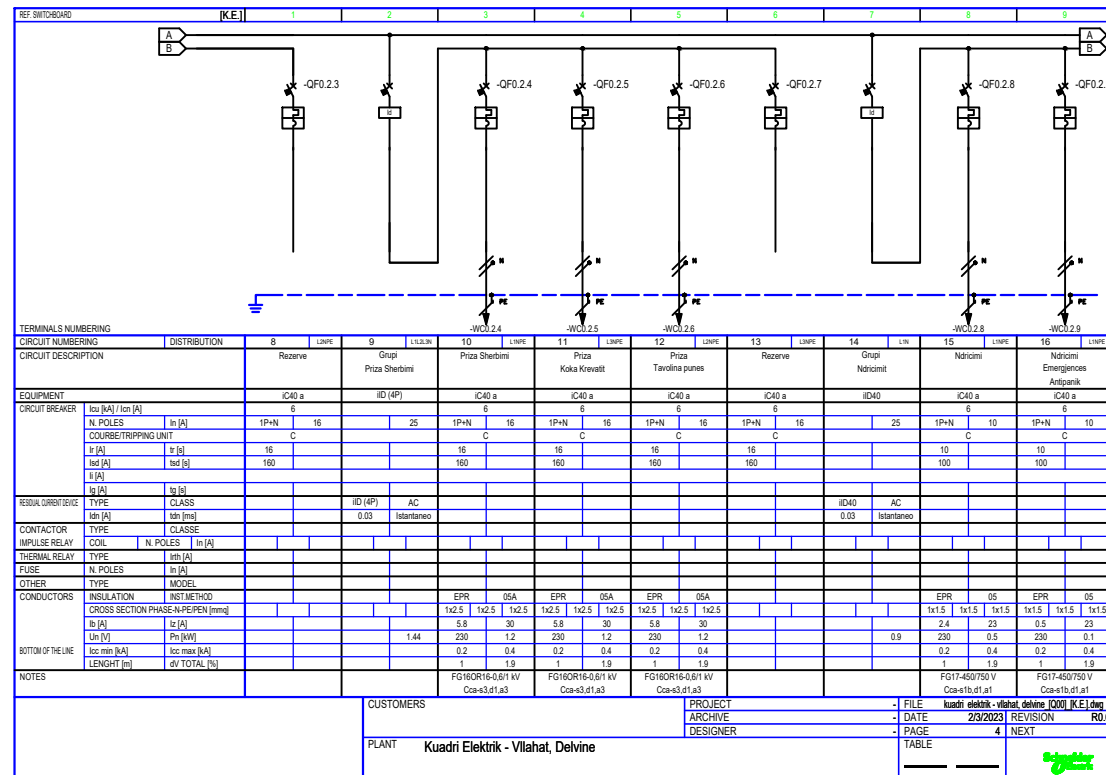 REF. SWITCHBOARD [K.E.] 1 2 3 4 5 6 7 8 9
A A
B B
-QF0.2.3 -QF0.2.4 -QF0.2.5 -QF0.2.6 -QF0.2.7 -QF0.2.8 -QF0.2.
Id Id
N N N N N
PE PE PE PE PE
TERMINALS NUMBERING -WC0.2.4 -WC0.2.5 -WC0.2.6 -WC0.2.8 -WC0.2.9
CIRCUIT NUMBERING DISTRIBUTION 8 L2NPE 9 L1L2L3N 10 L1NPE 11 L3NPE 12 L2NPE 13 L3NPE 14 L1N 15 L1NPE 16 L1NPE
CIRCUIT DESCRIPTION Rezerve Grupi Priza Sherbimi Priza Priza Rezerve Grupi Ndricimi Ndricimi
Priza Sherbimi Koka Krevatit Tavolina punes Ndricimit Emergjences
Antipanik
EQUIPMENT iC40 a iID (4P) iC40 a iC40 a iC40 a iC40 a iID40 iC40 a iC40 a
CIRCUIT BREAKER Icu [kA] / Icn [A] 6 6 6 6 6 6 6
N. POLES In [A] 1P+N 16 25 1P+N 16 1P+N 16 1P+N 16 1P+N 16 25 1P+N 10 1P+N 10
COURBE/TRIPPING UNIT C C C C C C C
Ir [A] tr [s] 16 16 16 16 16 10 10
Isd [A] tsd [s] 160 160 160 160 160 100 100
Ii [A]
Ig [A] tg [s]
RESIDUAL CURRENT DEVICE TYPE CLASS iID (4P) AC iID40 AC
Idn [A] tdn [ms] 0.03 Istantaneo 0.03 Istantaneo
CONTACTOR TYPE CLASSE
IMPULSE RELAY COIL N. POLES In [A]
THERMAL RELAY TYPE Irth [A]
FUSE N. POLES In [A]
OTHER TYPE MODEL
CONDUCTORS INSULATION INST.METHOD EPR 05A EPR 05A EPR 05A EPR 05 EPR 05
CROSS SECTION PHASE-N-PE/PEN [mmq] 1x2.5 1x2.5 1x2.5 1x2.5 1x2.5 1x2.5 1x2.5 1x2.5 1x2.5 1x1.5 1x1.5 1x1.5 1x1.5 1x1.5 1x1.5
Ib [A] Iz [A] 5.8 30 5.8 30 5.8 30 2.4 23 0.5 23
Un [V] Pn [kW] 1.44 230 1.2 230 1.2 230 1.2 0.9 230 0.5 230 0.1
BOTTOM OF THE LINE Icc min [kA] Icc max [kA] 0.2 0.4 0.2 0.4 0.2 0.4 0.2 0.4 0.2 0.4
LENGHT [m] dV TOTAL [%] 1 1.9 1 1.9 1 1.9 1 1.9 1 1.9
NOTES FG16OR16-0,6/1 kV FG16OR16-0,6/1 kV FG16OR16-0,6/1 kV FG17-450/750 V FG17-450/750 V
Cca-s3,d1,a3 Cca-s3,d1,a3 Cca-s3,d1,a3 Cca-s1b,d1,a1 Cca-s1b,d1,a1
CUSTOMERS PROJECT - FILE kuadri elektrik - vllahat, delvine_[Q00]_[K.E.].dwg
ARCHIVE - DATE 2/3/2023 REVISION R0.
DESIGNER - PAGE 4 NEXT
PLANT Kuadri Elektrik - Vllahat, Delvine TABLE
Schneider Electric